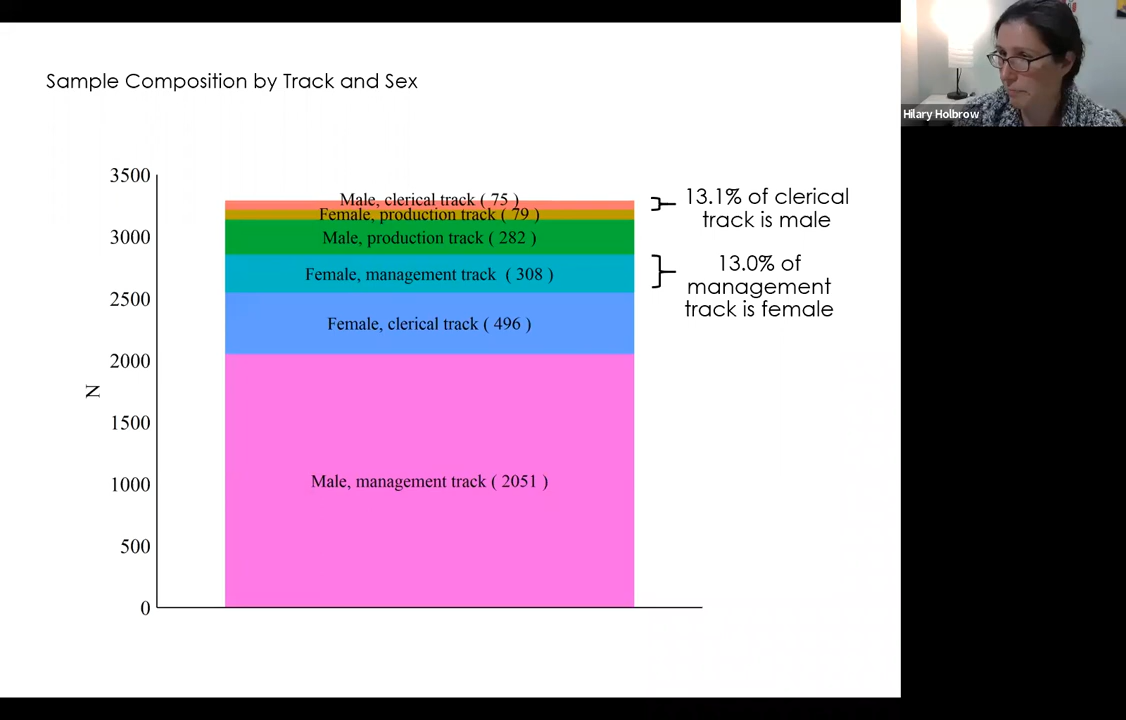 Sample Composition by Track and Sex
Hilary Holbrow
3500
3000
2500
2000
1500
1000
500
0
N
Male, clerical track ( 75 )
Female, production track ( 79 )
Male, production track ( 282 )
Female, management track ( 308 )
Female, clerical track ( 496 )
Male, management track ( 2051 )
13.1% of clerical
track is male
13.0% of
management
track is female